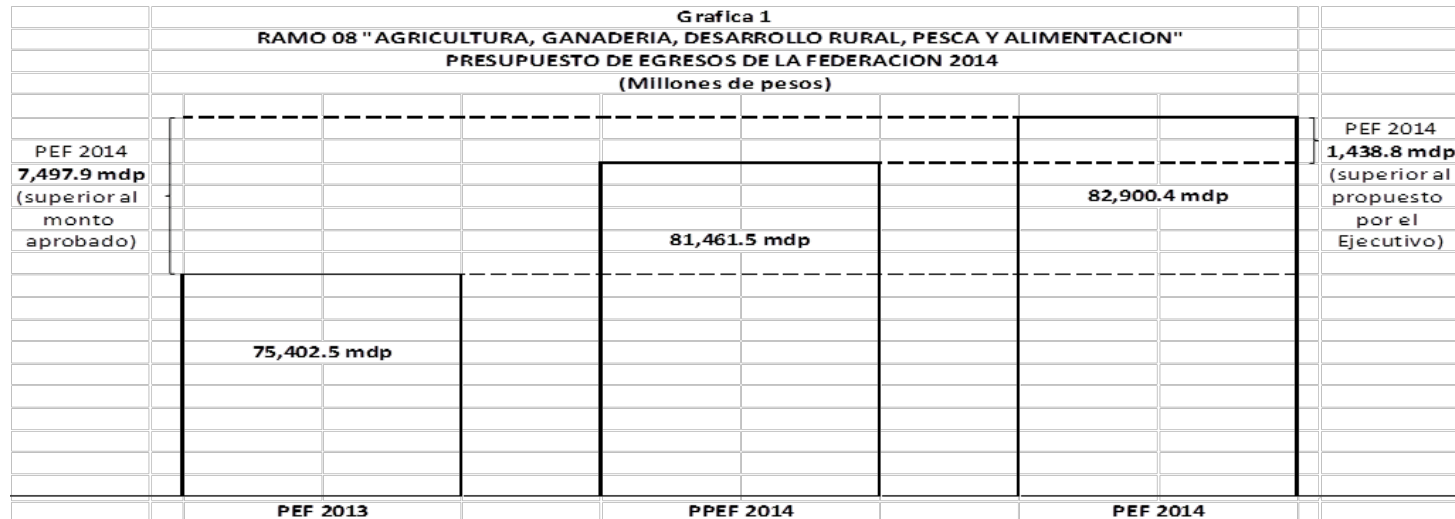 Grafica 1
RAMO 08 "AGRICULTURA, GANADERIA, DESARROLLO RURAL, PESCA Y ALIMENTACION"
PRESUPUESTO DE EGRESOS DE LA FEDERACION 2014
(Millones de pesos)
PEF 2014
7,497.9 mdp
(superior al
monto
aprobado)
75,402.5 mdp
81,461.5 mdp
82,900.4 mdp
PEF 2014
1,438.8 mdp
(superior al
propuesto
por el
Ejecutivo)
PEF 2013
PPEF 2014
PEF 2014